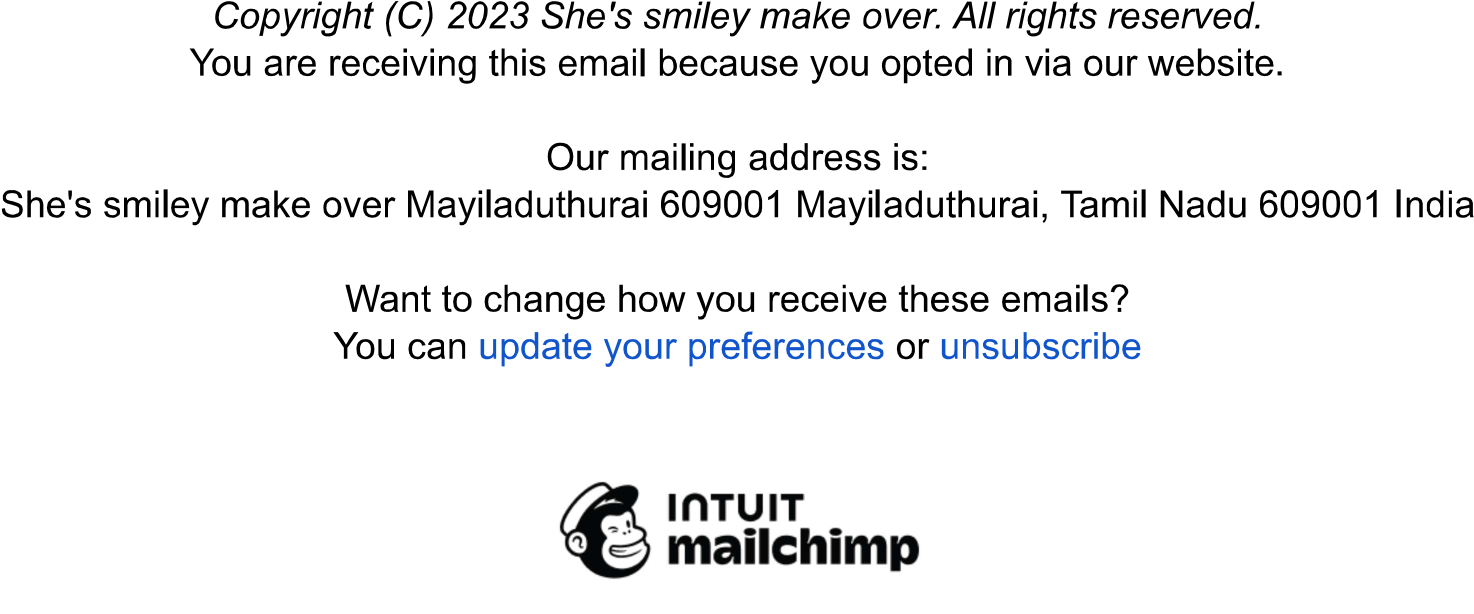 Copyright (C) 2023 She's smiley make over. All rights reserved.
You are receiving this email because you opted in via our website.
Our mailing address is:
She's smiley make over Mayiladuthurai 609001 Mayiladuthurai, Tamil Nadu 609001 India
Want to change how you receive these emails?
You can update your preferences or unsubscribe
INTUIT
mailchimp